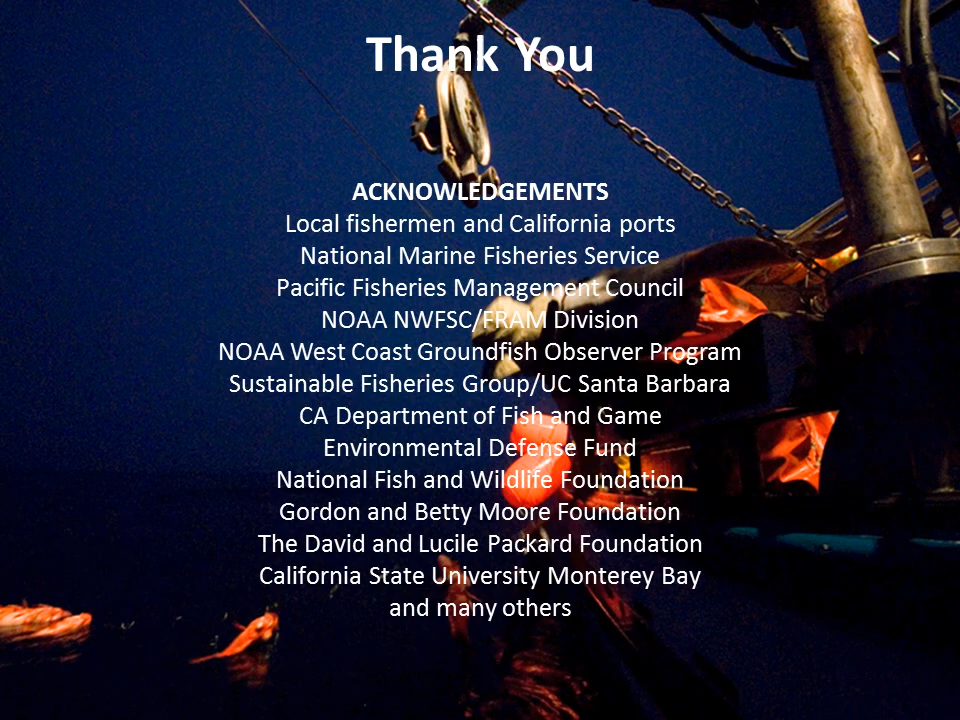 Thank You
ACKNOWLEDGEMENTS
Local fishermen and California ports
National Marine Fisheries Service
Pacific Fisheries Management Council
NOAA NWFSC/FRAM Division
NOAA West Coast Groundfish Observer Program
Sustainable Fisheries Group/UC Santa Barbara
CA Department of Fish and Game
Environmental Defense Fund
National Fish and Wildlife Foundation
Gordon and Betty Moore Foundation
The David and Lucile Packard Foundation
California State University Monterey Bay
and many others